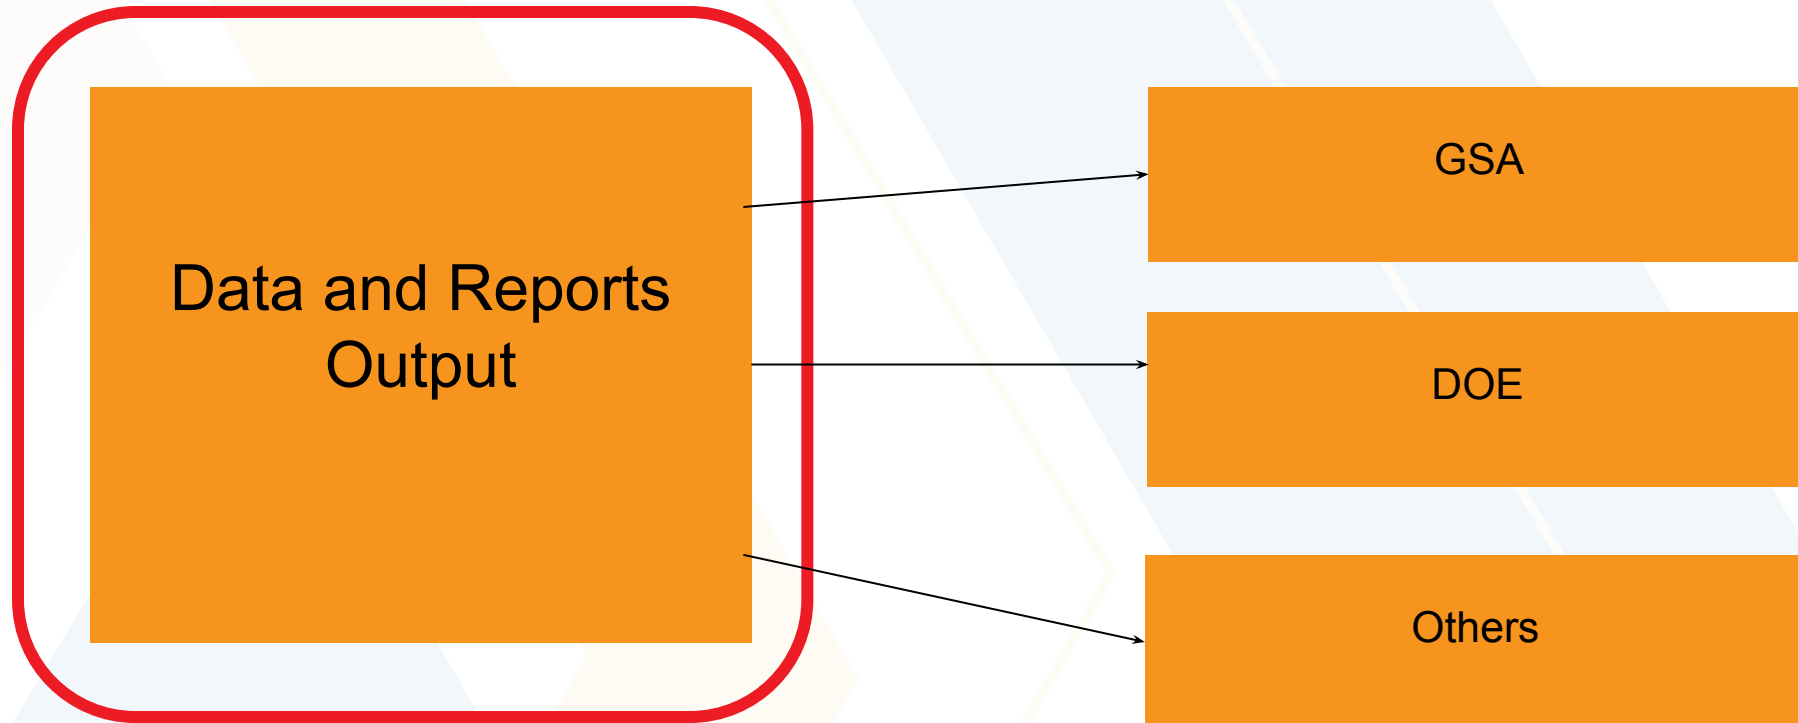 Data and Reports
Output
GSA
DOE
Others